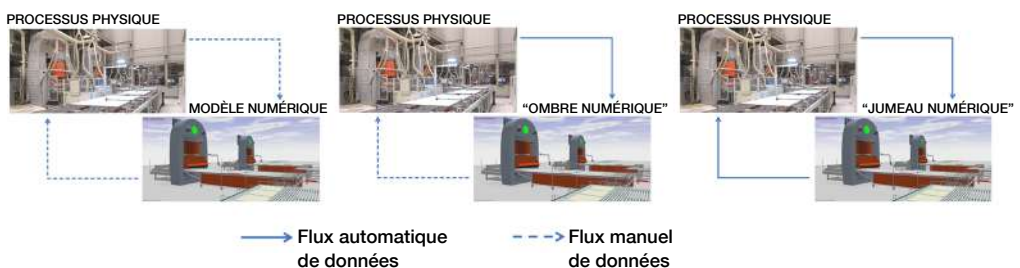 PROCESSUS PHYSIQUE
MODÈLE NUMÉRIQUE
PROCESSUS PHYSIQUE
“OMBRE NUMÉRIQUE”
PROCESSUS PHYSIQUE
“JUMEAU NUMÉRIQUE”
Flux automatique
de données
Flux manuel
de données